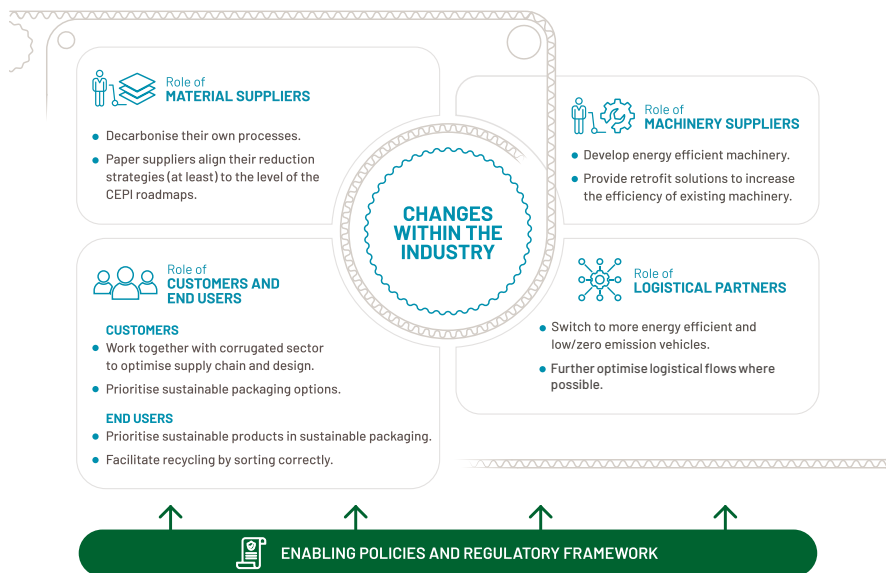 Role of
MATERIAL SUPPLIERS
Decarbonise their own processes.
Paper suppliers align their reduction
strategies (at least) to the level of the
CEPI roadmaps.
Role of
MACHINERY SUPPLIERS
Develop energy efficient machinery.
Provide retrofit solutions to increase
the efficiency of existing machinery.
CHANGES
WITHIN THE
INDUSTRY
Role of
CUSTOMERS AND
END USERS
CUSTOMERS
Work together with corrugated sector
to optimise supply chain and design.
Prioritise sustainable packaging options.
END USERS
Prioritise sustainable products in sustainable packaging.
Facilitate recycling by sorting correctly.
Role of
LOGISTICAL PARTNERS
Switch to more energy efficient and
low/zero emission vehicles.
Further optimise logistical flows where
possible.
ENABLING POLICIES AND REGULATORY FRAMEWORK